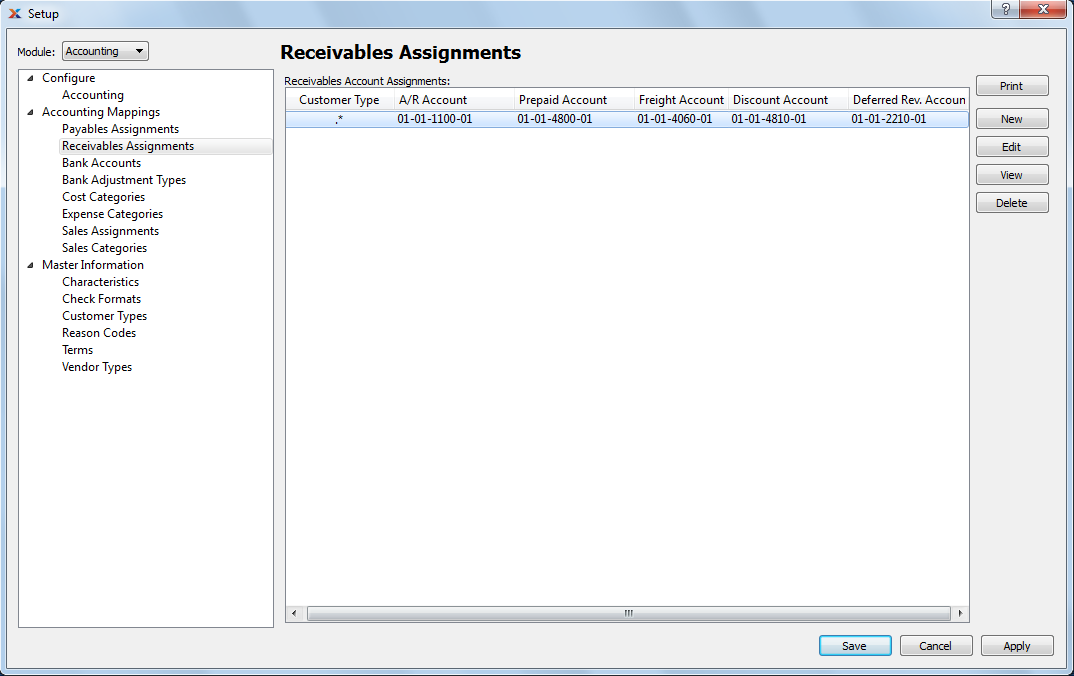 Setup
?
X
Module: Accounting
Configure
Accounting
Accounting Mappings
Payables Assignments
Receivables Assignments
Bank Accounts
Bank Adjustment Types
Cost Categories
Expense Categories
Sales Assignments
Sales Categories
Master Information
Characteristics
Check Formats
Customer Types
Reason Codes
Terms
Vendor Types
Receivables Assignments
Receivables Account Assignments:
Customer Type A/R Account Prepaid Account Freight Account Discount Account Deferred Rev. Accoun
.* 01-01-1100-01 01-01-4800-01 01-01-4060-01 01-01-4810-01 01-01-2210-01
Print
New
Edit
View
Delete
Save Cancel Apply